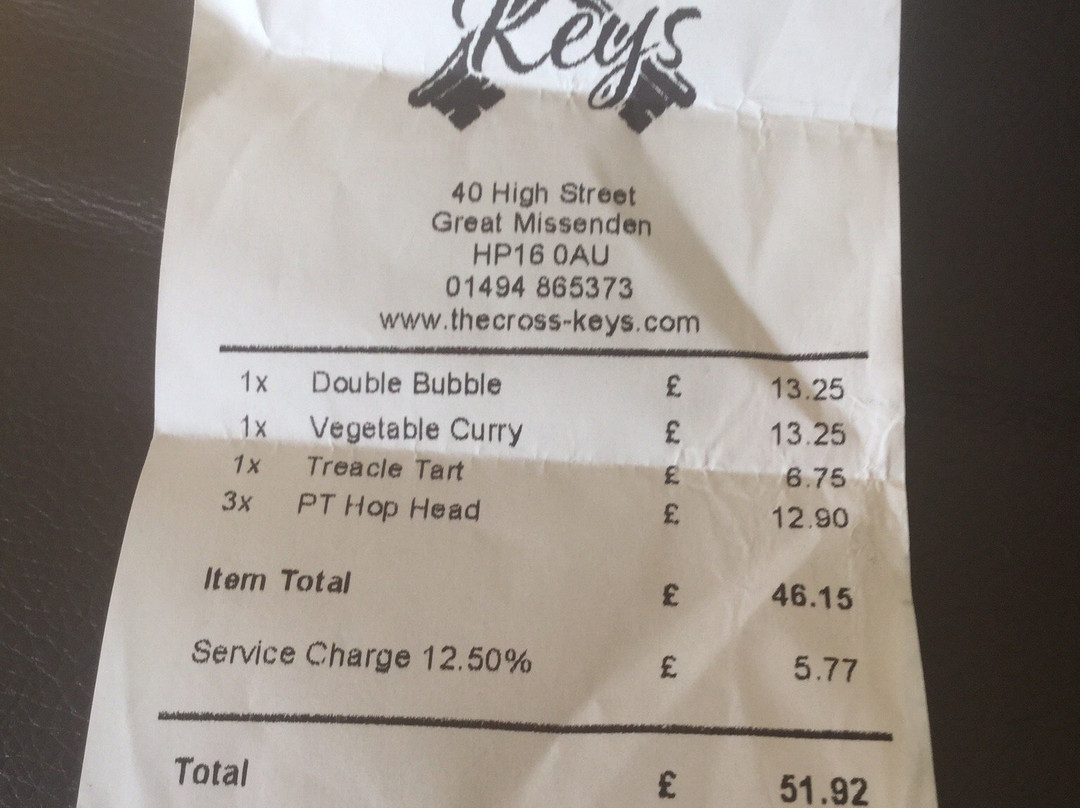 Keys
40 High Street
Great Missenden
HP16 0AU
01494 865373
www.thecross-keys.com
1x Double Bubble £ 13.25
1x Vegetable Curry £ 13.25
1x Treacle Tart £ 6.75
3x PT Hop Head £ 12.90
Item Total £ 46.15
Service Charge 12.50% £ 5.77
Total £ 51.92